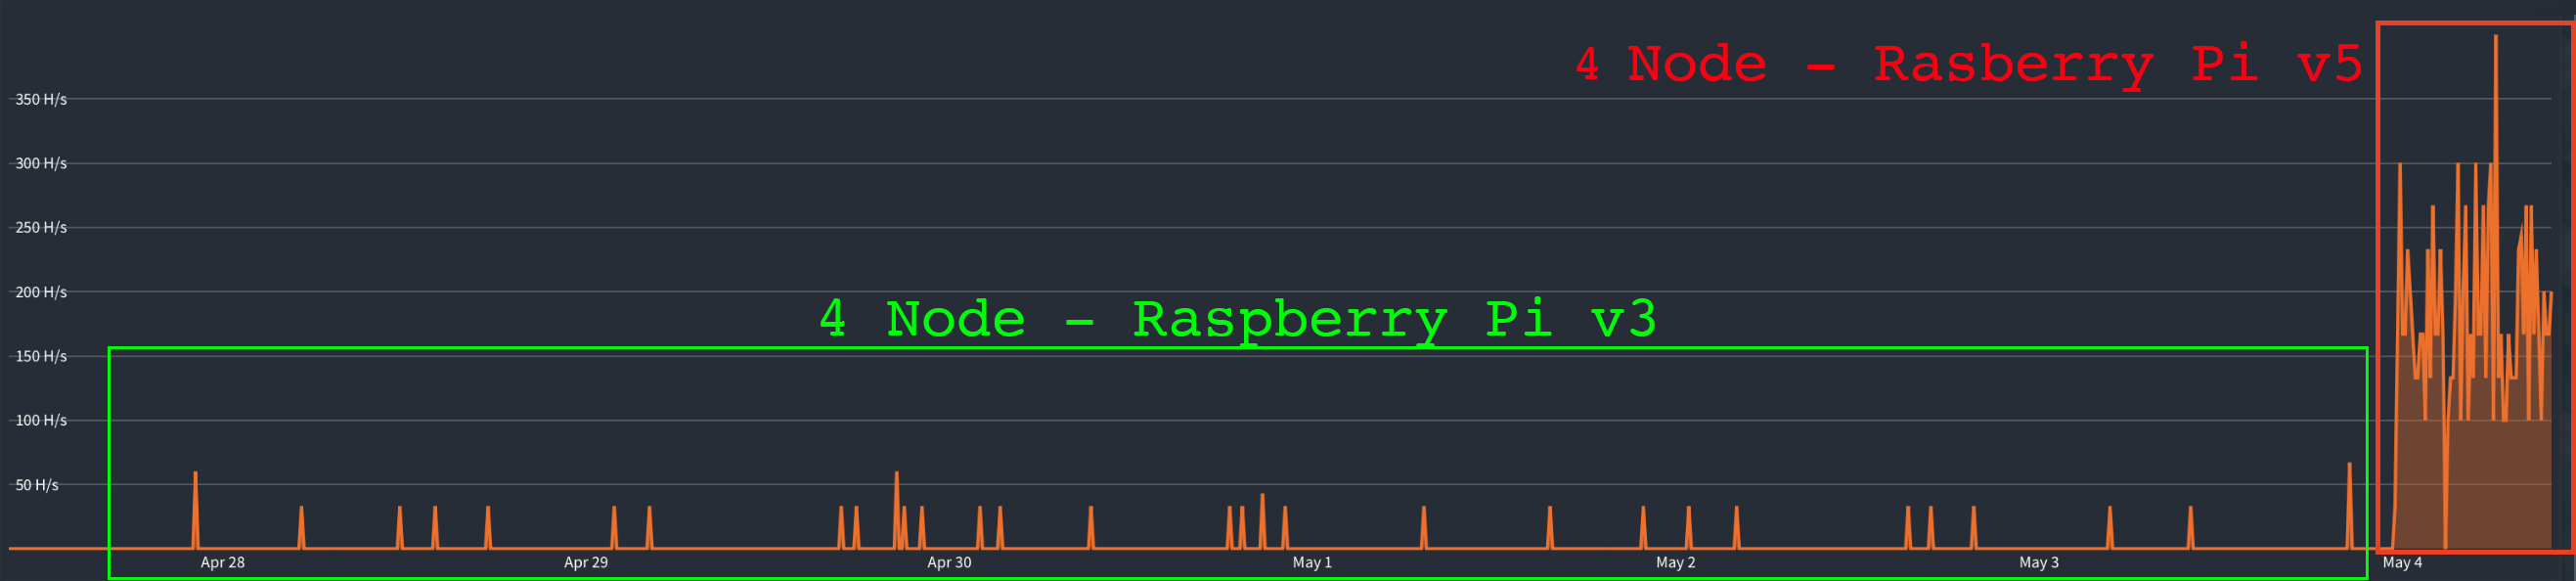 4 Node - Rasberry Pi v5
350 H/s
300 H/s
250 H/s
200 H/s
4 Node - Raspberry Pi v3
150 H/s
100 H/s
50 H/s
Apr 28 Apr 29 Apr 30 May 1 May 2 May 3 May 4